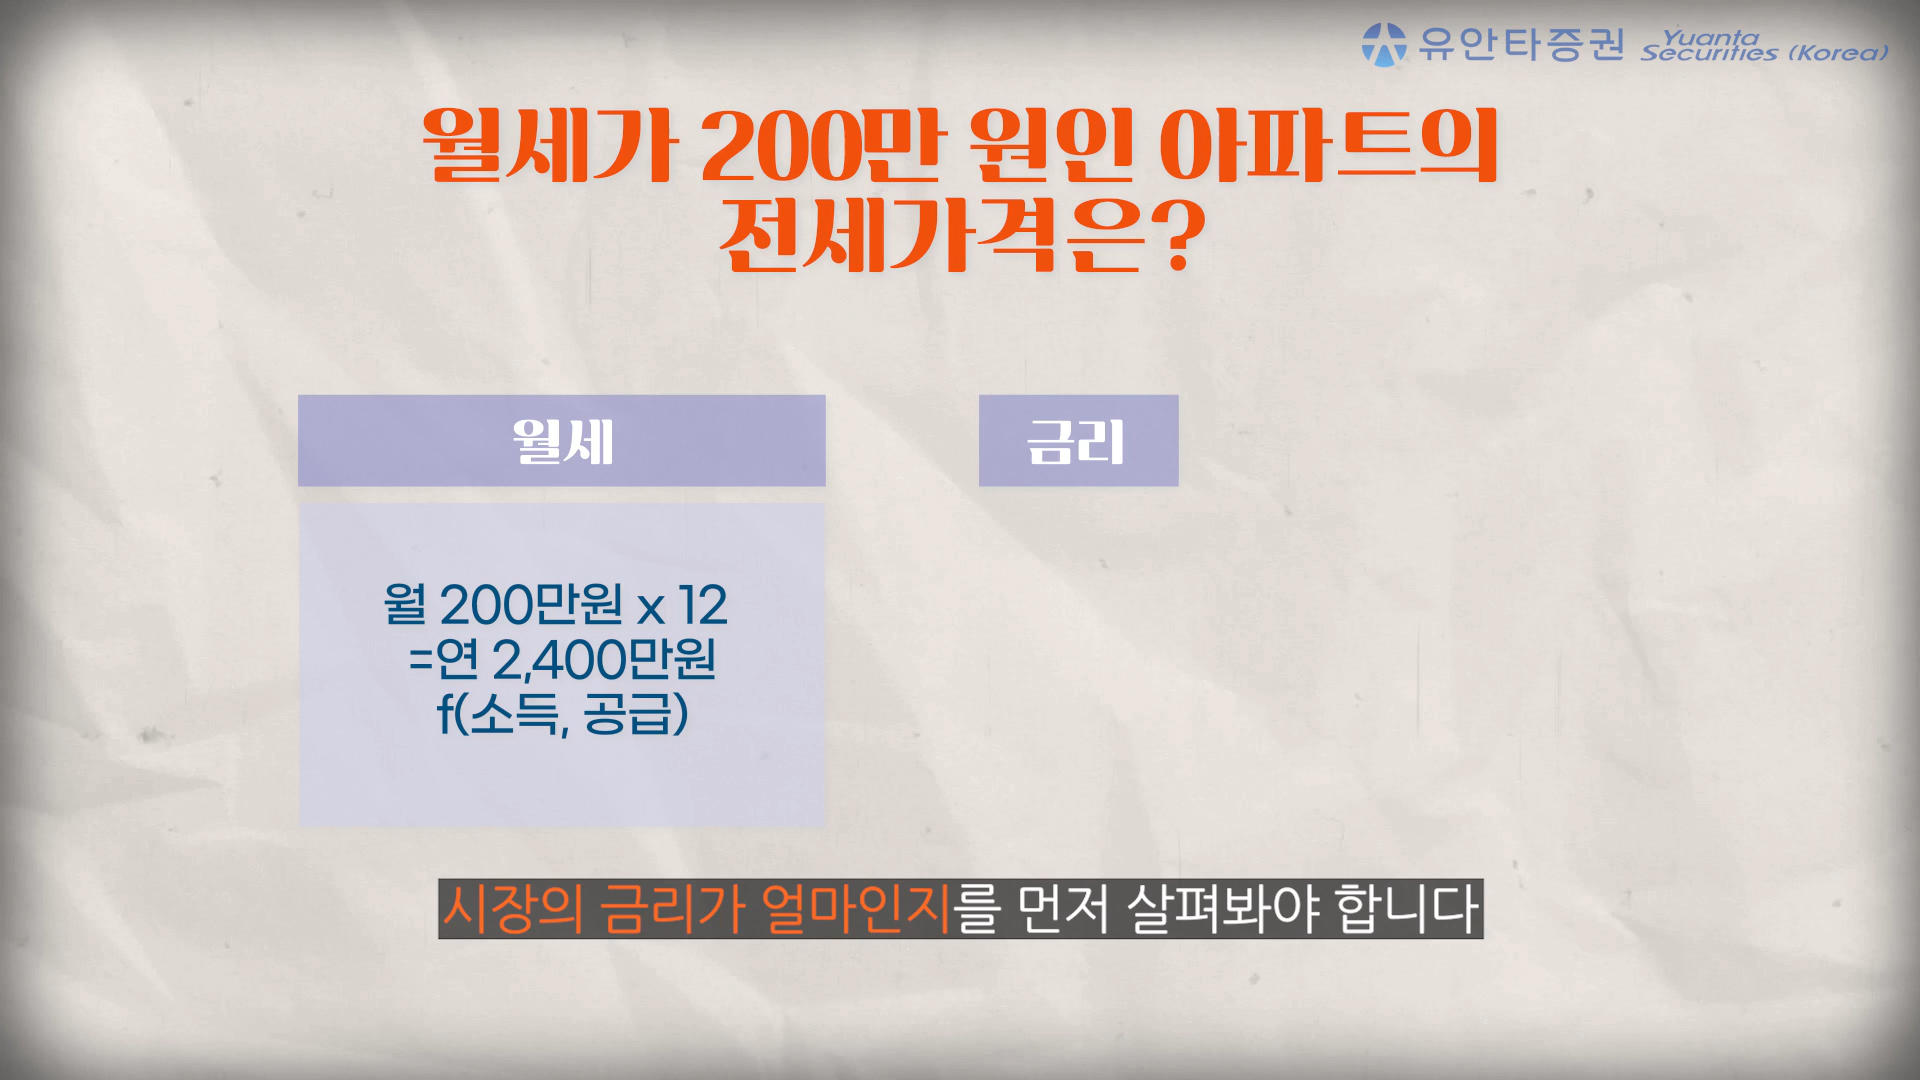 유안타증권 Yuanta Securities (Korea)
월세가 200만 원인 아파트의
전세가격은?
월세
금리
월 200만원 x 12
=연 2,400만원
f(소득, 공급)
시장의 금리가 얼마인지를 먼저 살펴봐야 합니다